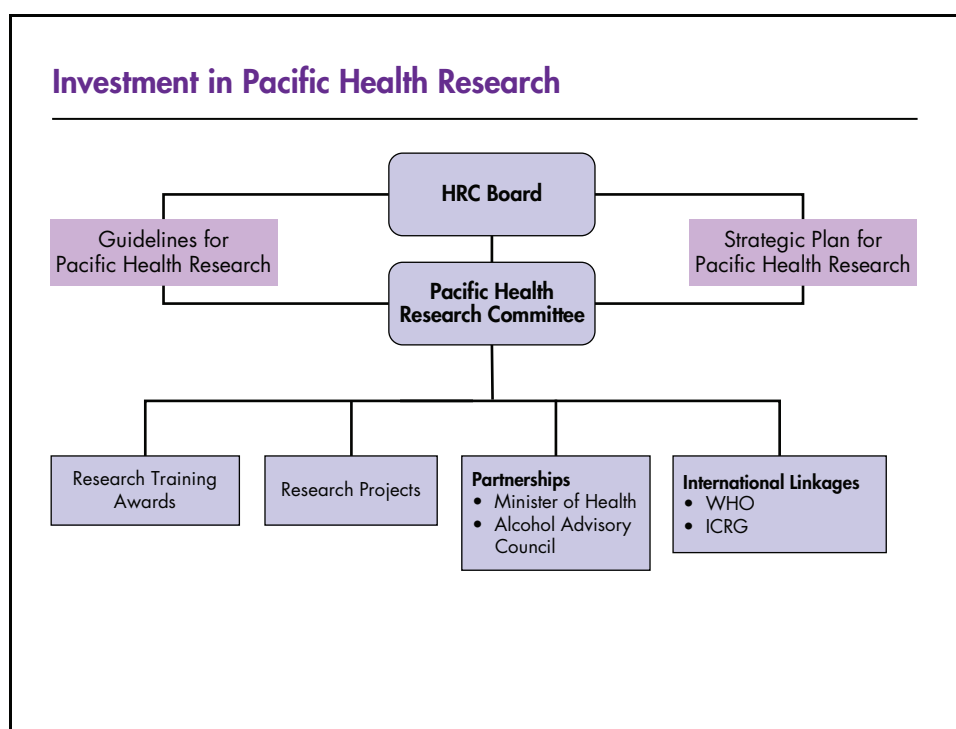 Investment in Pacific Health Research
HRC Board
Guidelines for
Pacific Health Research
Strategic Plan for
Pacific Health Research
Pacific Health
Research Committee
Research Training
Awards
Research Projects
Partnerships
• Minister of Health
• Alcohol Advisory
Council
International Linkages
• WHO
• ICRG